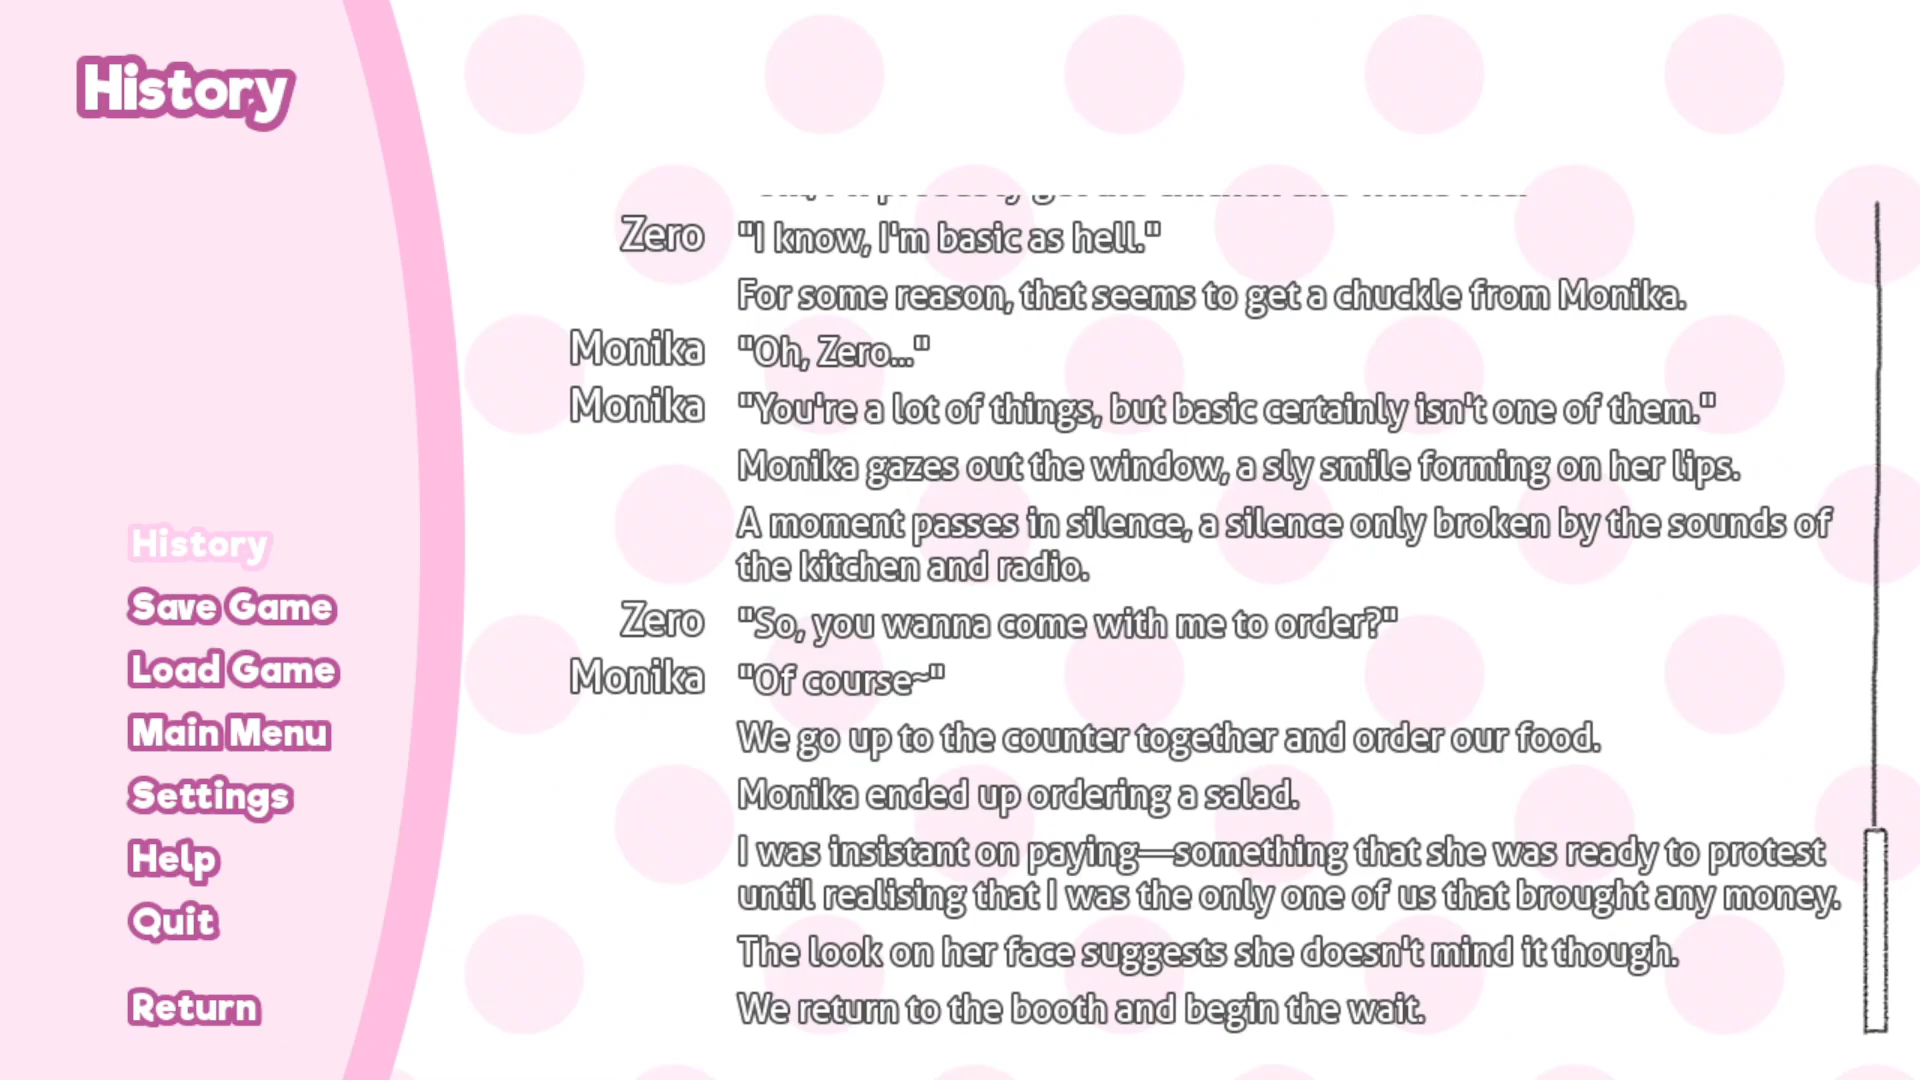 History
Zero "I know, I'm basic as hell."
For some reason, that seems to get a chuckle from Monika.
Monika "Oh, Zero..."
Monika "You're a lot of things, but basic certainly isn't one of them."
Monika gazes out the window, a sly smile forming on her lips.
A moment passes in silence, a silence only broken by the sounds of
the kitchen and radio.
Zero "So, you wanna come with me to order?"
Monika "Of course~"
We go up to the counter together and order our food.
Monika ended up ordering a salad.
I was insistant on paying—something that she was ready to protest
until realising that I was the only one of us that brought any money.
The look on her face suggests she doesn't mind it though.
We return to the booth and begin the wait.
History
Save Game
Load Game
Main Menu
Settings
Help
Quit
Return